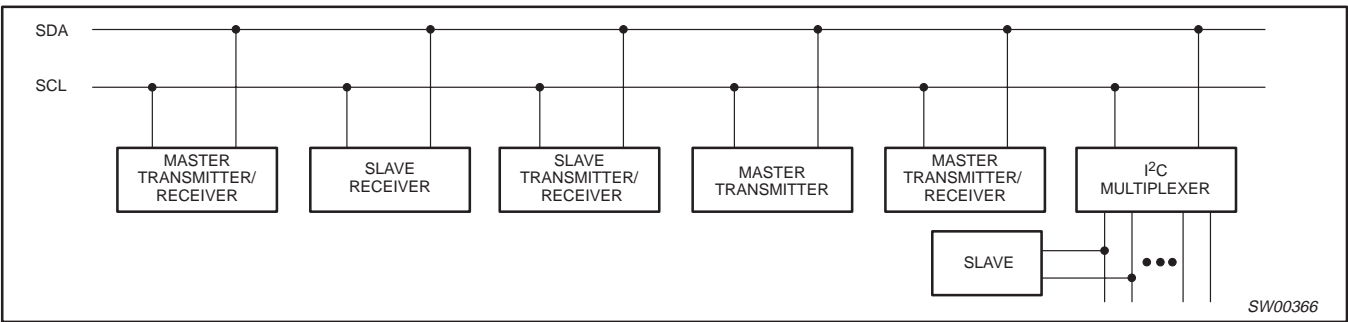 SDA
SCL
MASTER
TRANSMITTER/
RECEIVER
SLAVE
RECEIVER
SLAVE
TRANSMITTER/
RECEIVER
MASTER
TRANSMITTER
MASTER
TRANSMITTER/
RECEIVER
I²C
MULTIPLEXER
SLAVE
SW00366